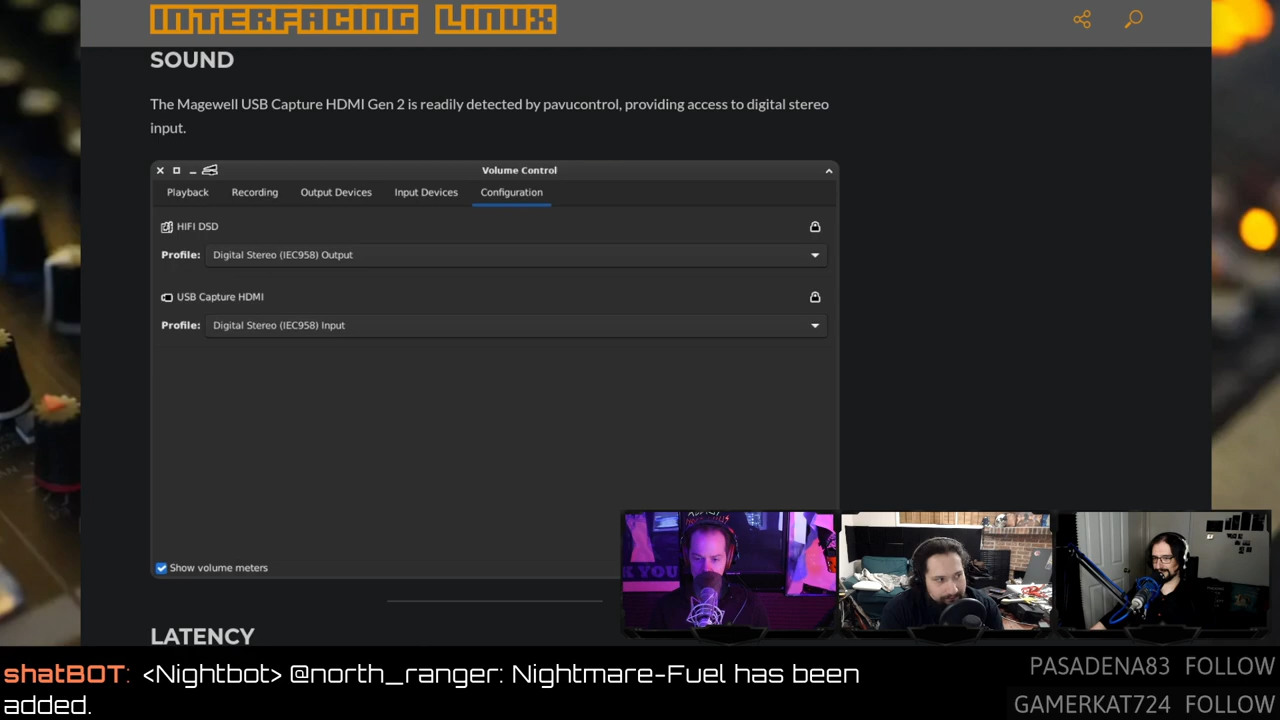 INTERFACING LINUX
SOUND
The Magewell USB Capture HDMI Gen 2 is readily detected by pavucontrol, providing access to digital stereo
input.
Volume Control
Playback Recording Output Devices Input Devices Configuration
HIFI DSD
Profile: Digital Stereo (IEC958) Output
USB Capture HDMI
Profile: Digital Stereo (IEC958) Input
Show volume meters
LATENCY
shatBOT: <Nightbot> @north_ranger: Nightmare-Fuel has been
added.
PASADENA83 FOLLOW
GAMERKAT724 FOLLOW